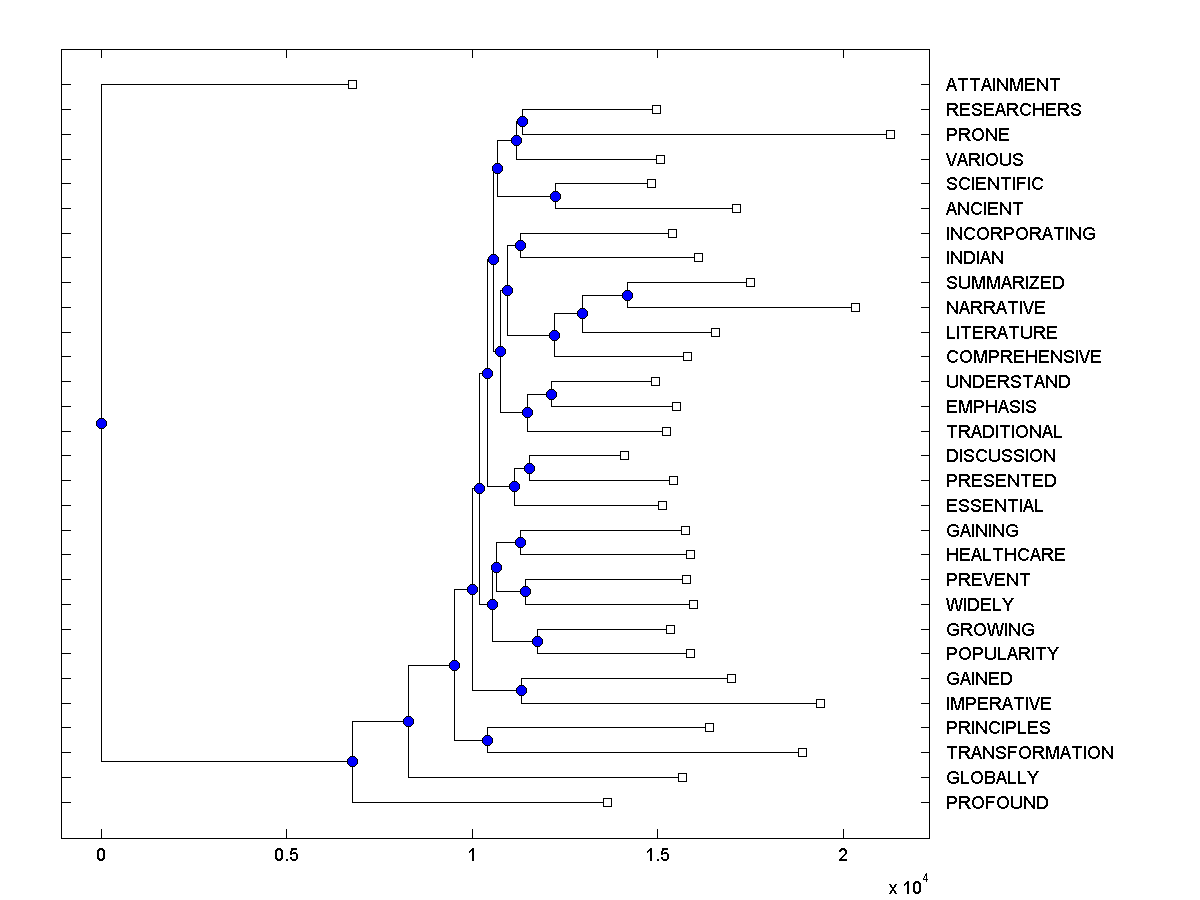 ATTAINMENT
RESEARCHERS
PRONE
VARIOUS
SCIENTIFIC
ANCIENT
INCORPORATING
INDIAN
SUMMARIZED
NARRATIVE
LITERATURE
COMPREHENSIVE
UNDERSTAND
EMPHASIS
TRADITIONAL
DISCUSSION
PRESENTED
ESSENTIAL
GAINING
HEALTHCARE
PREVENT
WIDELY
GROWING
POPULARITY
GAINED
IMPERATIVE
PRINCIPLES
TRANSFORMATION
GLOBALLY
PROFOUND
0 0.5 1 1.5 2
x 10^4